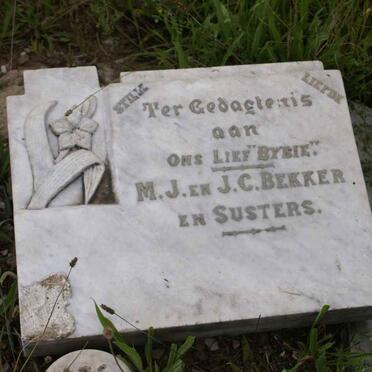 STILLE LIEFDE
Ter Gedagtenis
aan
Ons Lief "Bybie".
M.J. en J.C. Bekker
en Susters.